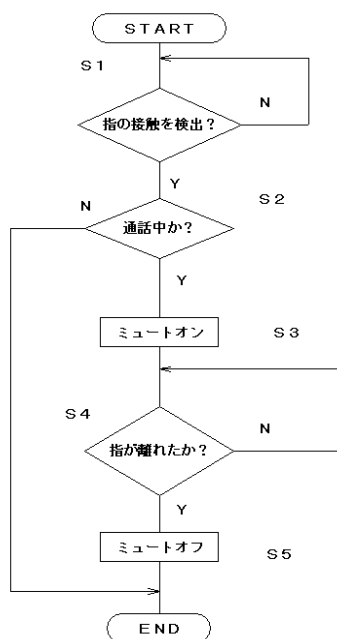 START
S1
N
指の接触を検出？
Y
S2
N
通話中か？
Y
ミュートオン
S3
S4
N
指が離れたか？
Y
ミュートオフ
S5
END